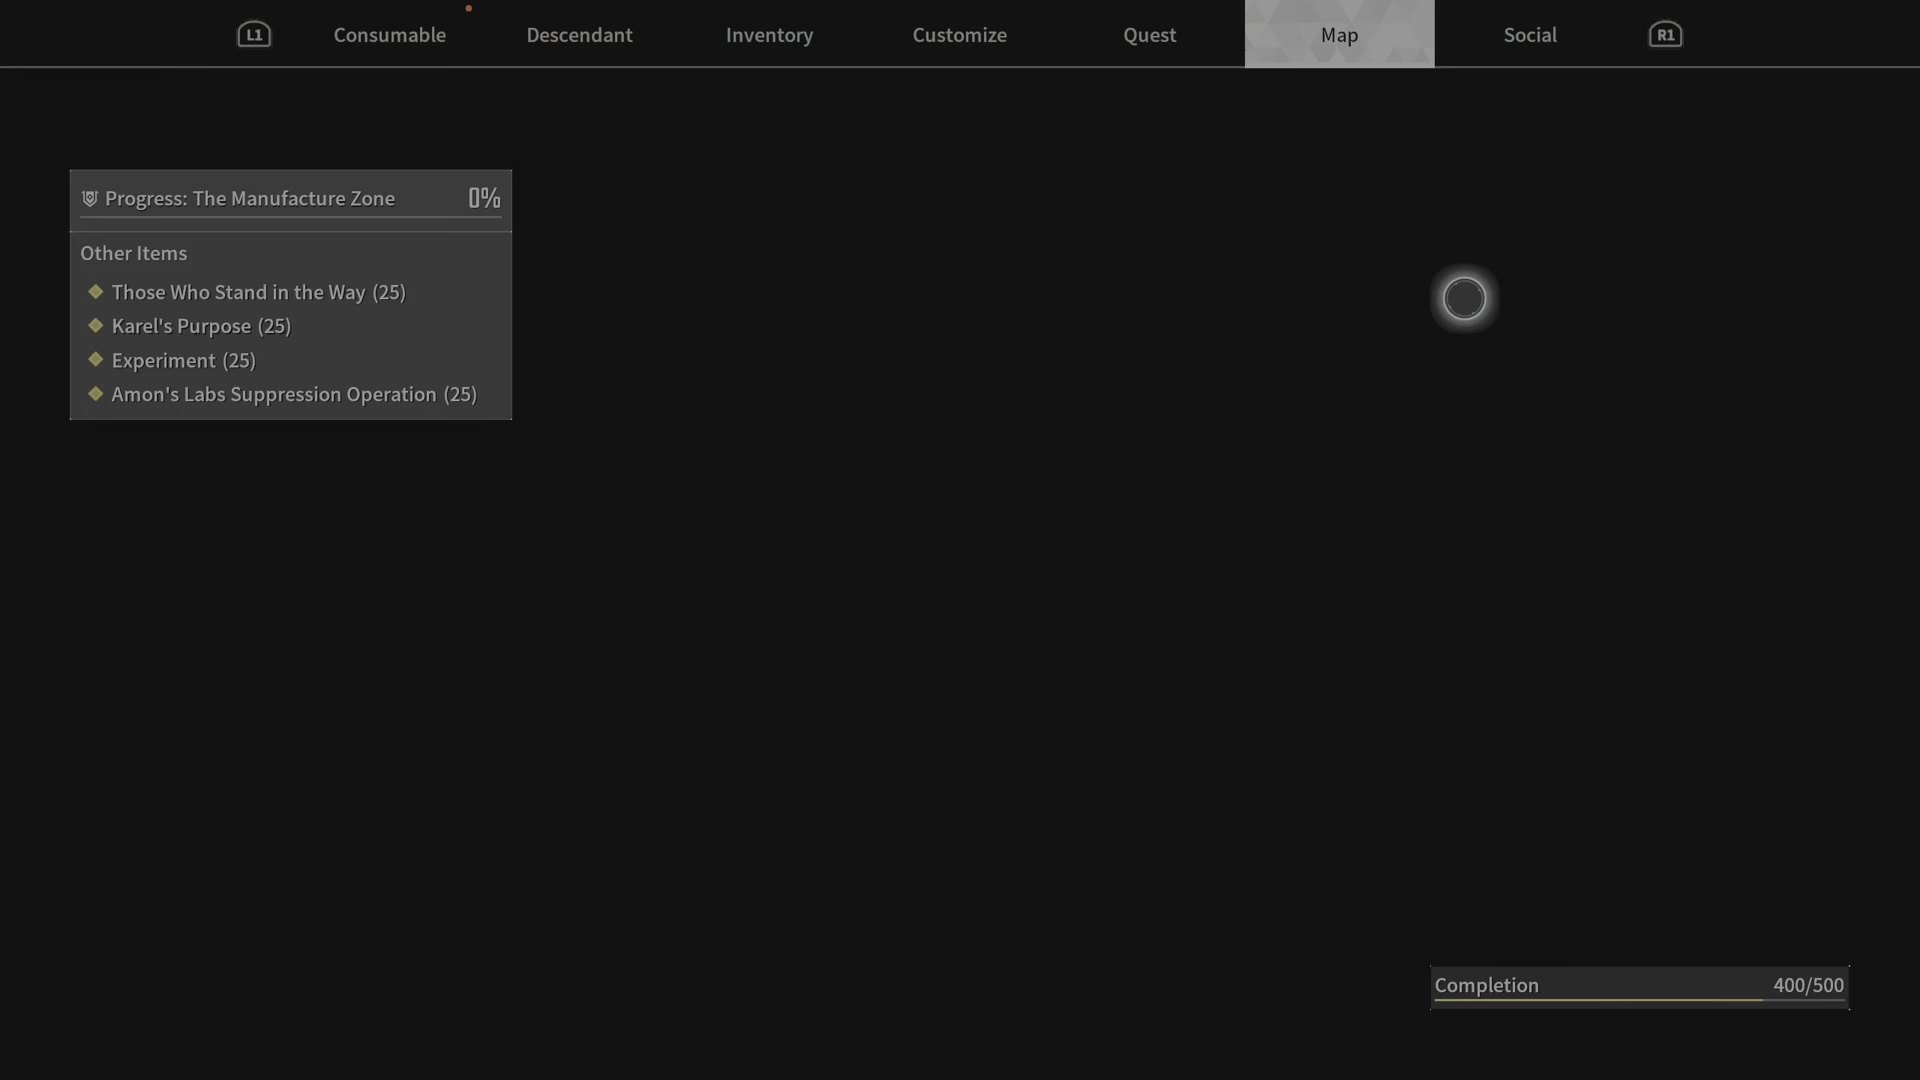 L1 Consumable Descendant Inventory Customize Quest Map Social R1
Progress: The Manufacture Zone 0%
Other Items
Those Who Stand in the Way (25)
Karel's Purpose (25)
Experiment (25)
Amon's Labs Suppression Operation (25)
Completion 400/500